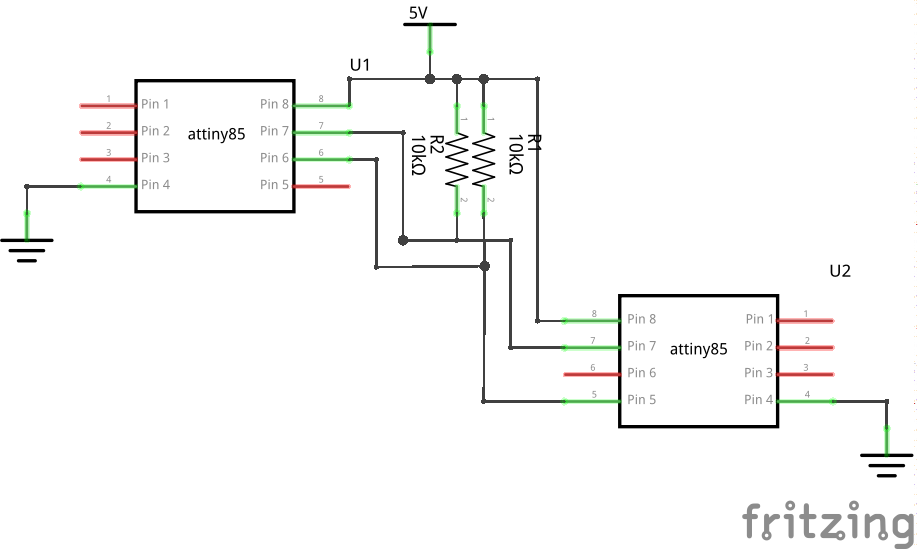 5V
U1
1 Pin 1 Pin 8 8
2 Pin 2 attiny85 Pin 7 7
3 Pin 3 Pin 6 6
4 Pin 4 Pin 5 5
1
2
R2
10kΩ
1
2
R1
10kΩ
U2
8 Pin 8 Pin 1 1
7 Pin 7 attiny85 Pin 2 2
6 Pin 6 Pin 3 3
5 Pin 5 Pin 4 4
fritzing